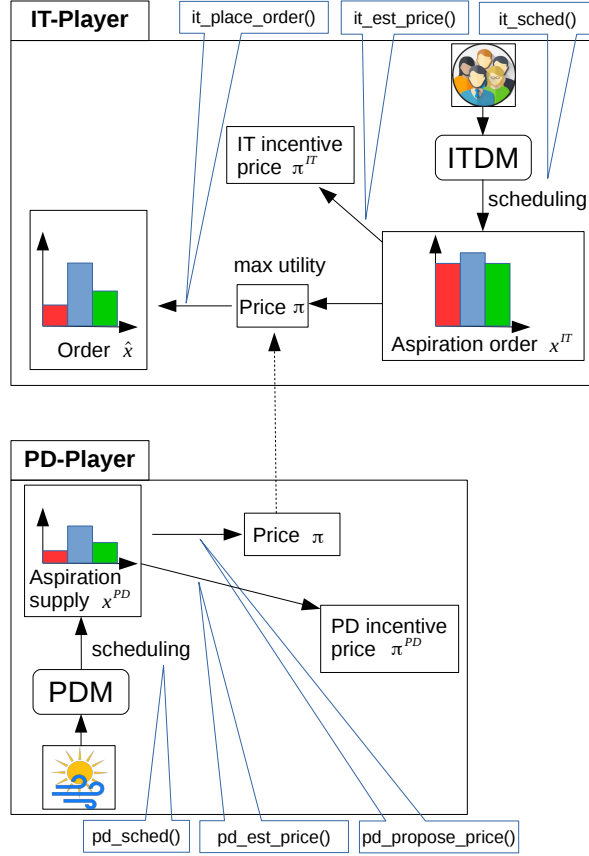 IT-Player
it_place_order()
it_est_price()
it_sched()
ITDM
IT incentive
price π^IT
scheduling
max utility
Price π
Order x̂
Aspiration order x^IT
PD-Player
Price π
Aspiration
supply x^PD
PD incentive
price π^PD
scheduling
PDM
pd_sched()
pd_est_price()
pd_propose_price()